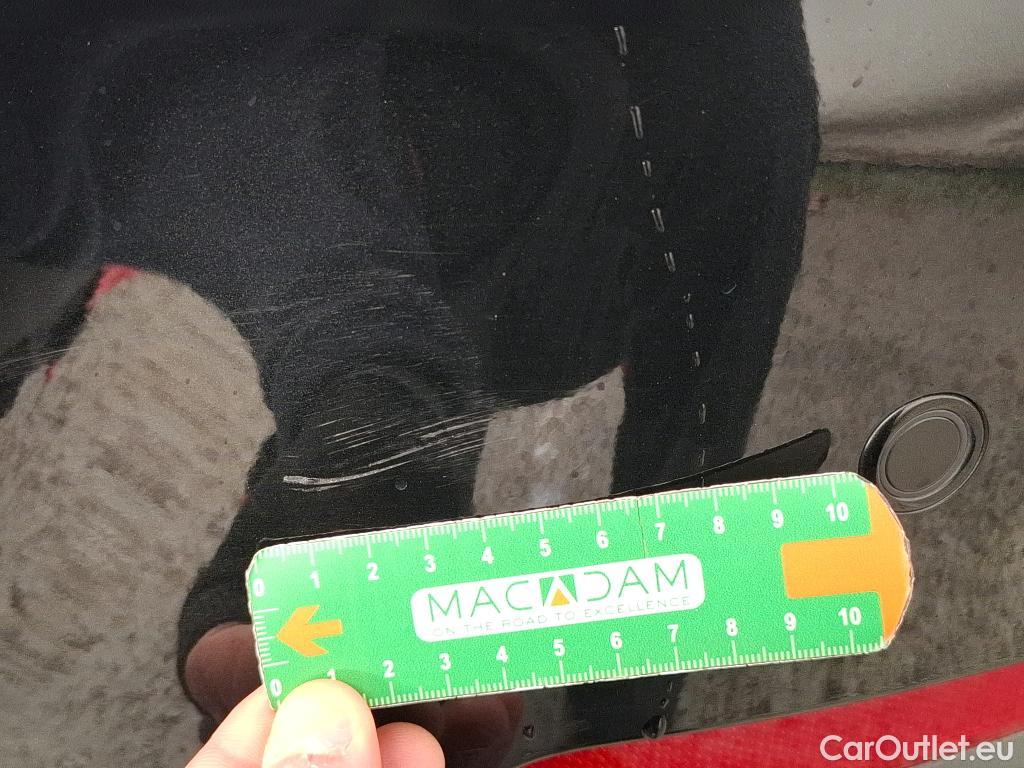 0 1 2 3 4 5 6 7 8 9 10
MACADAM
ON THE ROAD TO EXCELLENCE
0 1 2 3 4 5 6 7 8 9 10
CarOutlet.eu